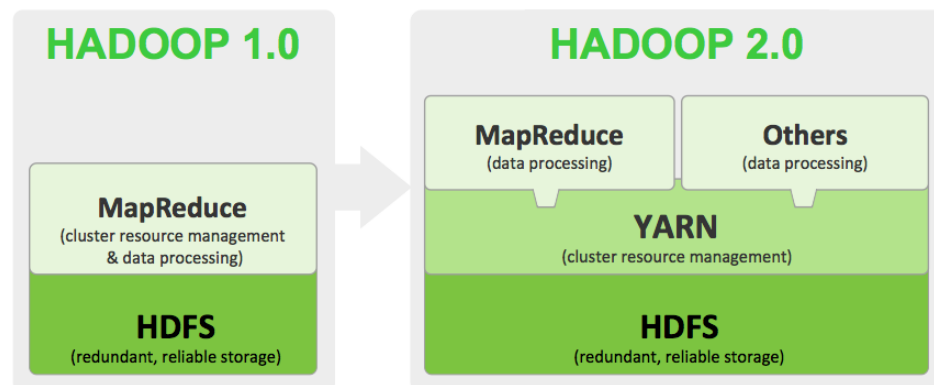 HADOOP 1.0
MapReduce
(cluster resource management
& data processing)
HDFS
(redundant, reliable storage)
HADOOP 2.0
MapReduce
(data processing)
Others
(data processing)
YARN
(cluster resource management)
HDFS
(redundant, reliable storage)